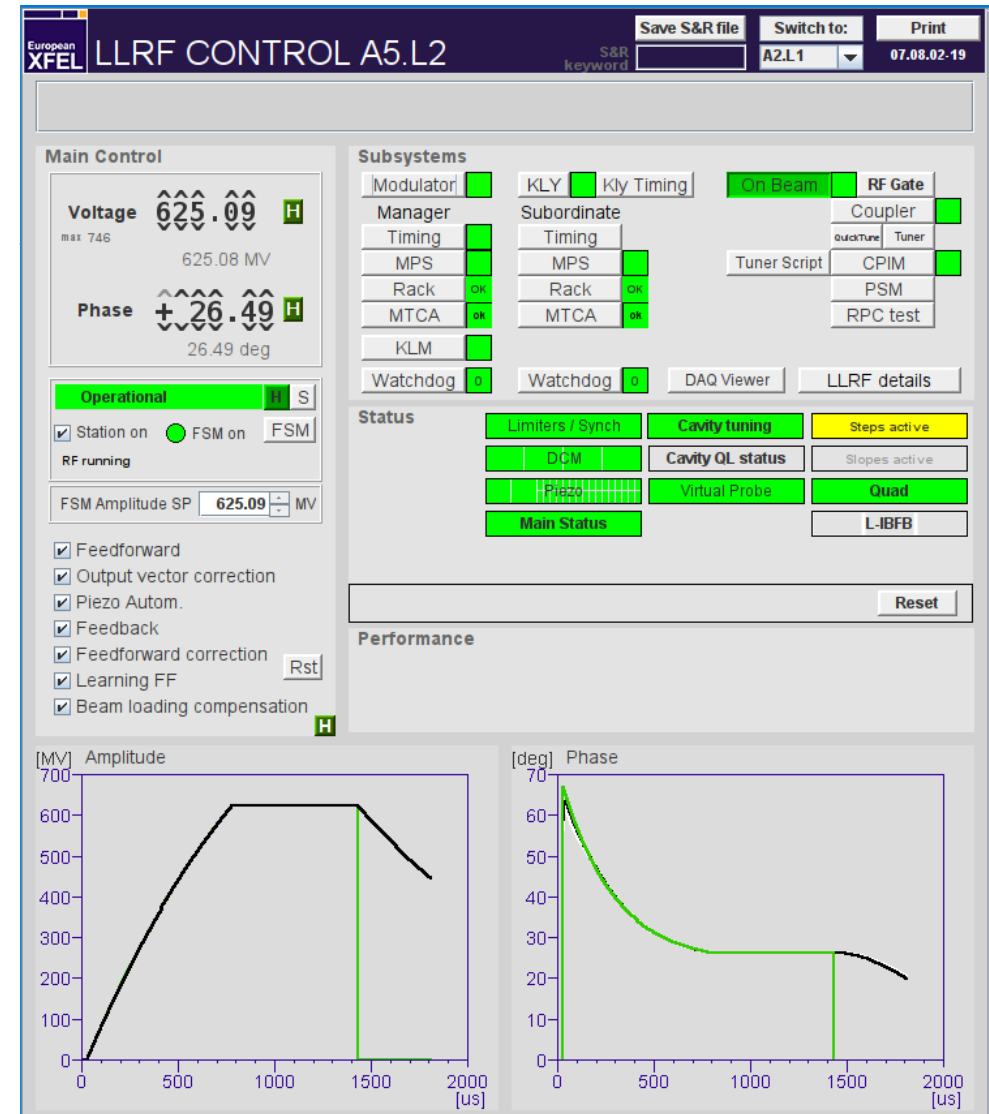 European
XFEL
LLRF CONTROL A5.L2
Save S&R file
Switch to:
Print
S&R
keyword
A2.L1
07.08.02-19
Main Control
Voltage 625.09 H
max 746
625.08 MV
Phase + 26.49 H
26.49 deg
Operational H S
Station on FSM on FSM
RF running
FSM Amplitude SP 625.09 MV
Feedforward
Output vector correction
Piezo Autom.
Feedback
Feedforward correction
Rst
Learning FF
Beam loading compensation
H
Subsystems
Modulator KLY Kly Timing On Beam RF Gate
Manager Subordinate Coupler
Timing Timing QuickTune Tuner
MPS MPS Tuner Script CPIM
Rack OK Rack OK PSM
MTCA ok MTCA ok RPC test
KLM
Watchdog 0 Watchdog 0 DAQ Viewer LLRF details
Status
Limiters / Synch Cavity tuning Steps active
DCM Cavity QL status Slopes active
Piezo Virtual Probe Quad
Main Status L-IBFB
Reset
Performance
[MV] Amplitude
700
600
500
400
300
200
100
0
0 500 1000 1500 2000
[us]
[deg] Phase
70
60
50
40
30
20
10
0
0 500 1000 1500 2000
[us]